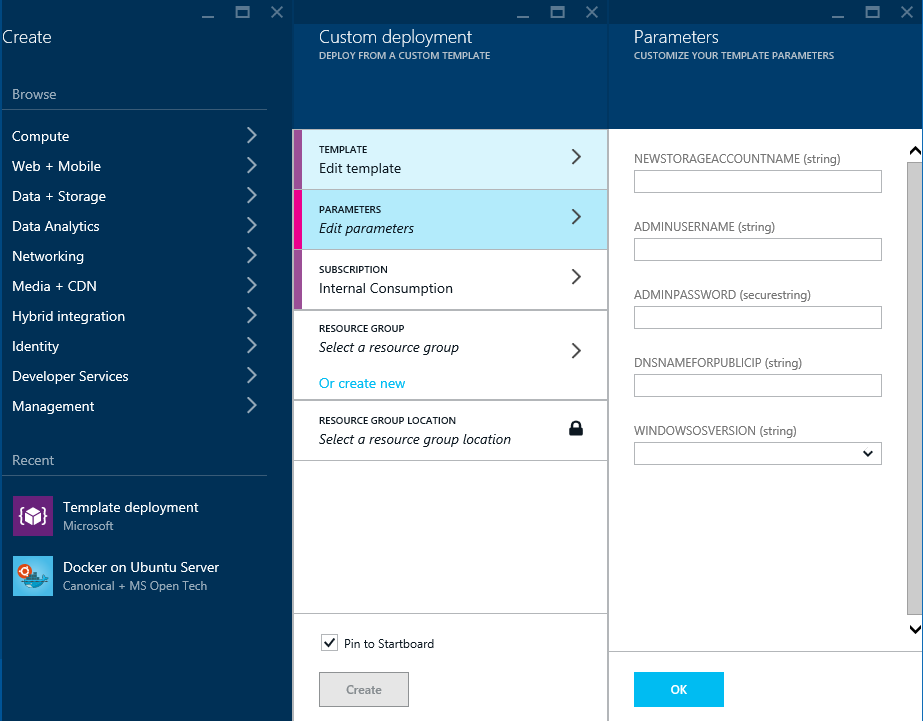 Create
Browse
Compute
Web + Mobile
Data + Storage
Data Analytics
Networking
Media + CDN
Hybrid integration
Identity
Developer Services
Management
Recent
Template deployment
Microsoft
Docker on Ubuntu Server
Canonical + MS Open Tech
Custom deployment
DEPLOY FROM A CUSTOM TEMPLATE
TEMPLATE
Edit template
PARAMETERS
Edit parameters
SUBSCRIPTION
Internal Consumption
RESOURCE GROUP
Select a resource group
Or create new
RESOURCE GROUP LOCATION
Select a resource group location
Pin to Startboard
Create
Parameters
CUSTOMIZE YOUR TEMPLATE PARAMETERS
NEWSTORAGEACCOUNTNAME (string)
ADMINUSERNAME (string)
ADMINPASSWORD (securestring)
DNSNAMEFORPUBLICIP (string)
WINDOWSOSVERSION (string)
OK